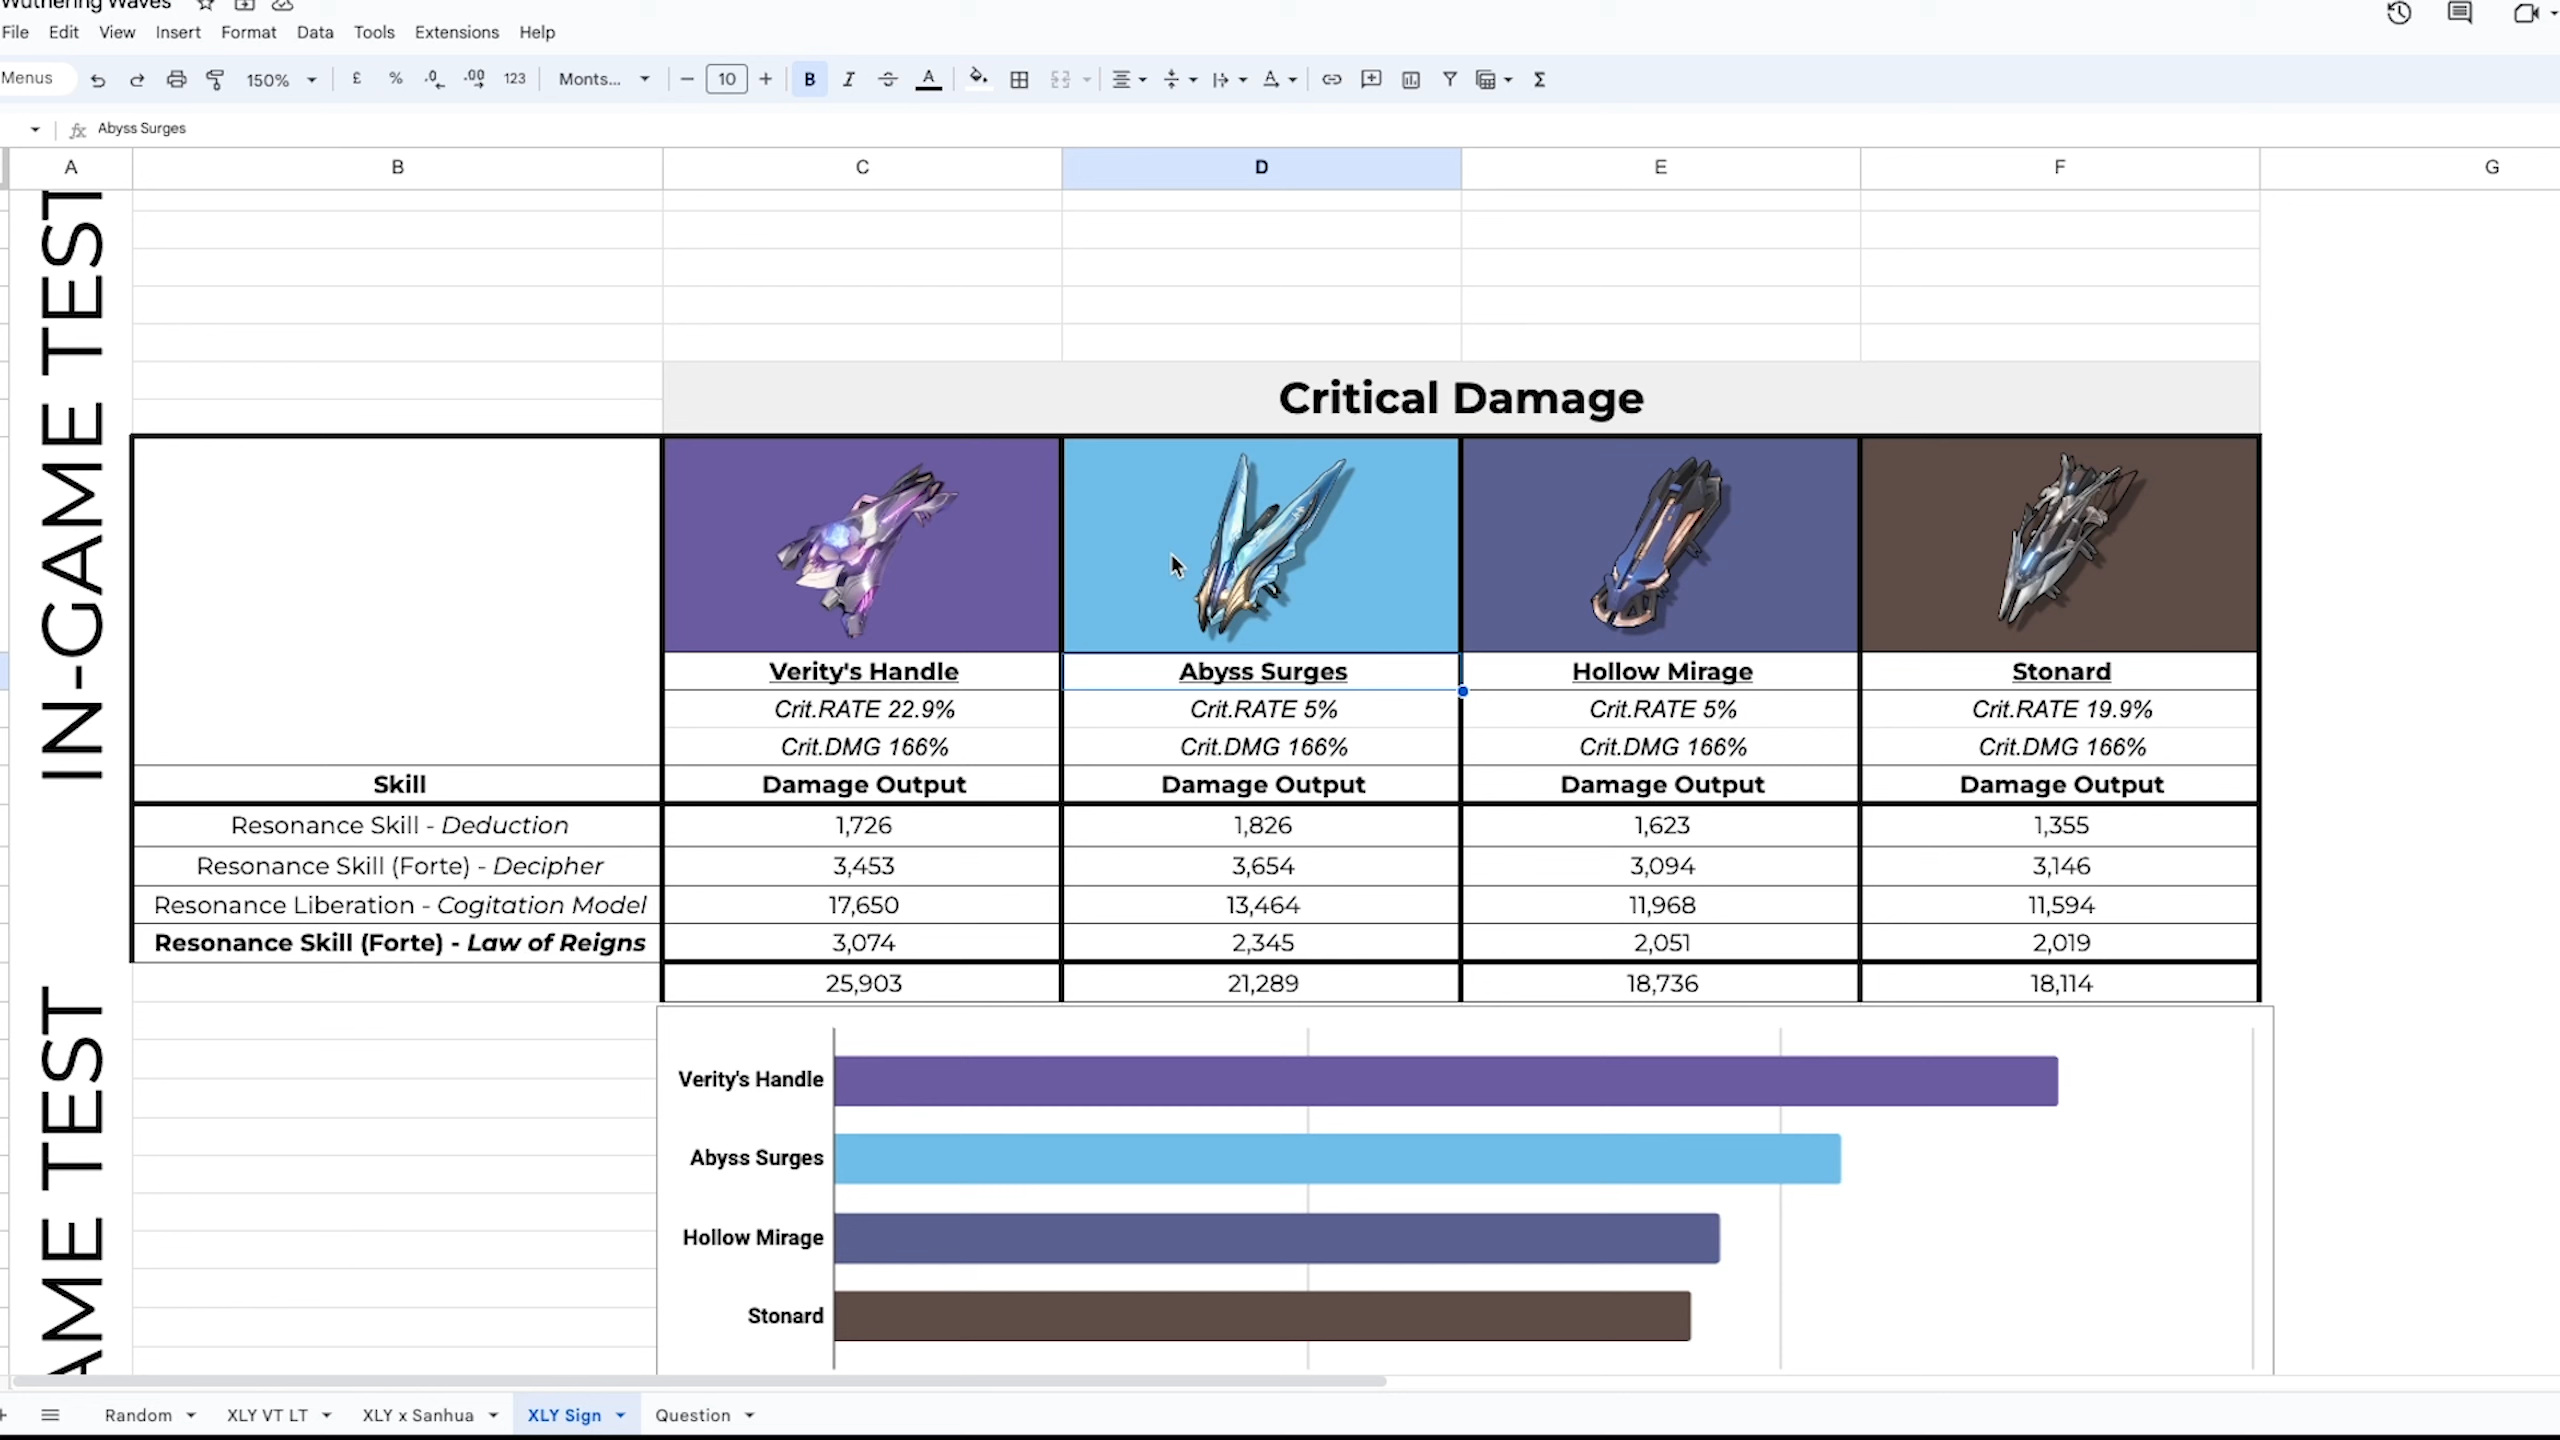 Wuthering Waves
File Edit View Insert Format Data Tools Extensions Help
Menus 150% £ % .0 .00 123 Monts... 10 B I A Σ
fx Abyss Surges
A B C D E F G
IN-GAME TEST
Critical Damage
Verity's Handle Abyss Surges Hollow Mirage Stonard
Crit.RATE 22.9% Crit.RATE 5% Crit.RATE 5% Crit.RATE 19.9%
Crit.DMG 166% Crit.DMG 166% Crit.DMG 166% Crit.DMG 166%
Skill Damage Output Damage Output Damage Output Damage Output
Resonance Skill - Deduction 1,726 1,826 1,623 1,355
Resonance Skill (Forte) - Decipher 3,453 3,654 3,094 3,146
Resonance Liberation - Cogitation Model 17,650 13,464 11,968 11,594
Resonance Skill (Forte) - Law of Reigns 3,074 2,345 2,051 2,019
25,903 21,289 18,736 18,114
AME TEST
Verity's Handle
Abyss Surges
Hollow Mirage
Stonard
Random XLY VT LT XLY x Sanhua XLY Sign Question